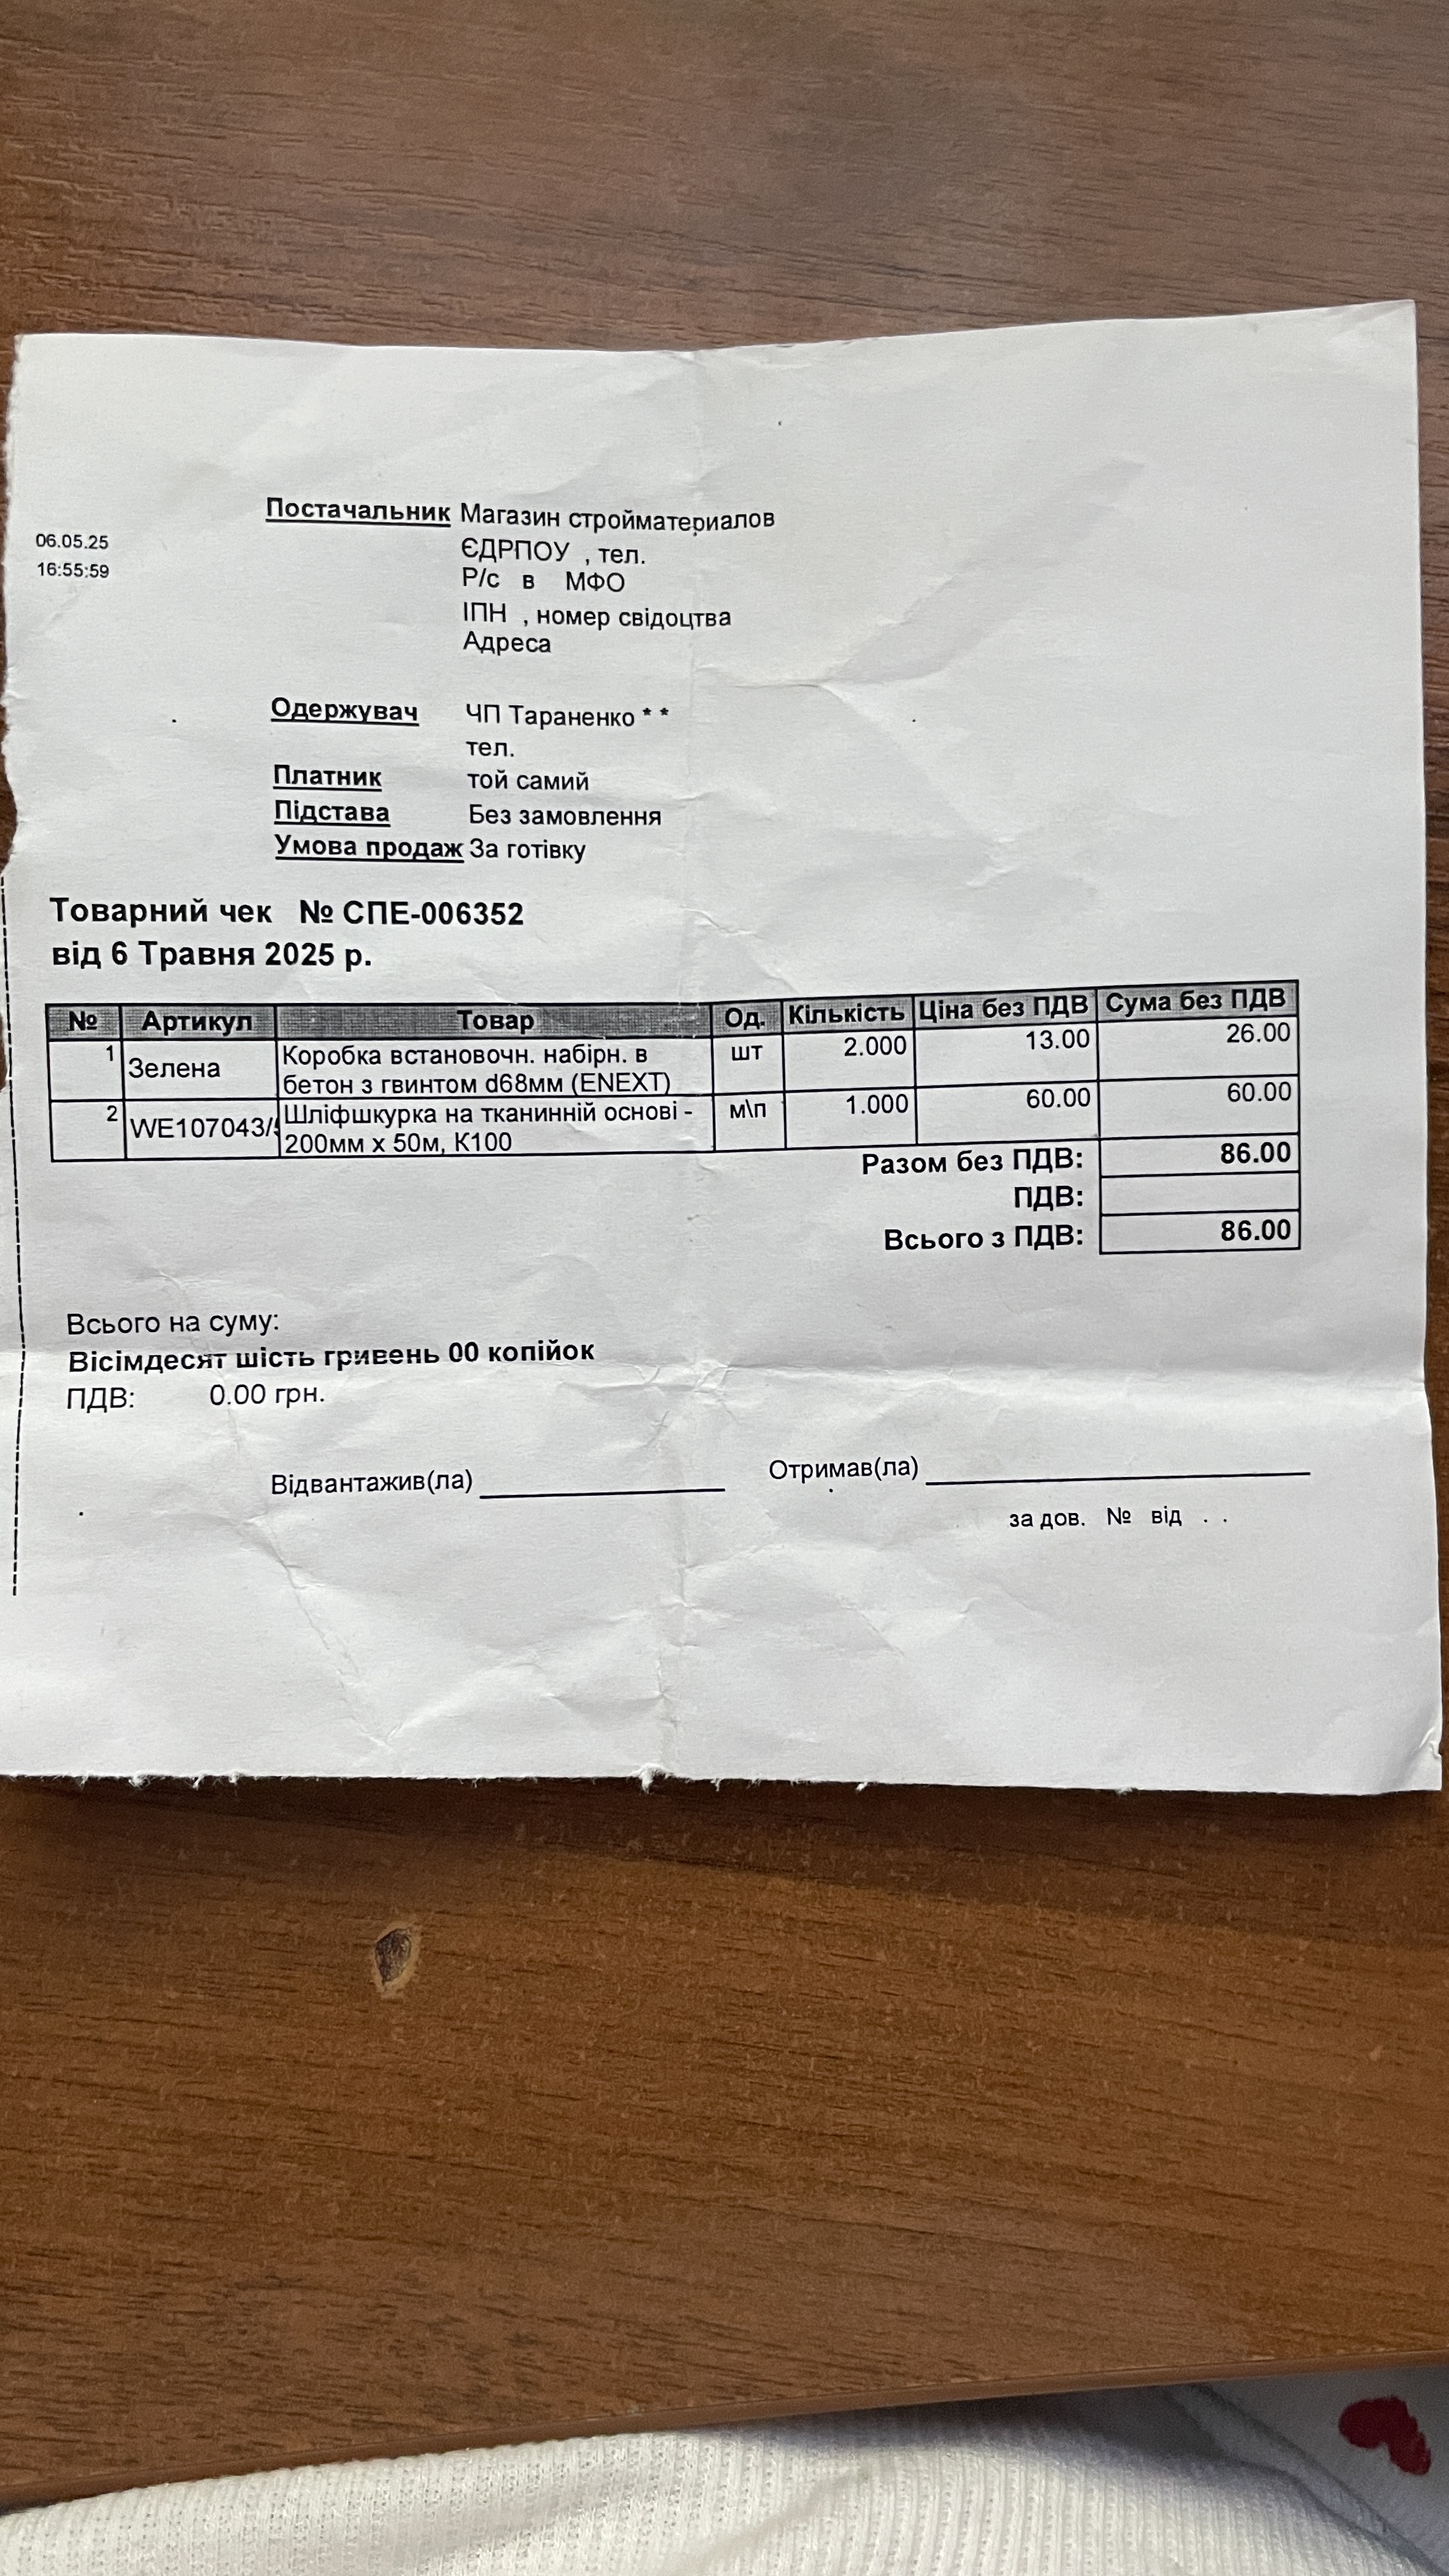 06.05.25
16:55:59
Постачальник Магазин стройматериалов
ЄДРПОУ , тел.
Р/с в МФО
ІПН , номер свідоцтва
Адреса
Одержувач ЧП Тараненко * *
тел.
Платник той самий
Підстава Без замовлення
Умова продаж За готівку
Товарний чек № СПЕ-006352
від 6 Травня 2025 р.
№ Артикул Товар Од. Кількість Ціна без ПДВ Сума без ПДВ
1 Зелена Коробка встановочн. набірн. в шт 2.000 13.00 26.00
бетон з гвинтом d68мм (ENEXT)
2 WE107043/ Шліфшкурка на тканинній основі - м\п 1.000 60.00 60.00
200мм х 50м, К100
Разом без ПДВ: 86.00
ПДВ:
Всього з ПДВ: 86.00
Всього на суму:
Вісімдесят шість гривень 00 копійок
ПДВ: 0.00 грн.
Відвантажив(ла) Отримав(ла)
за дов. № від . .